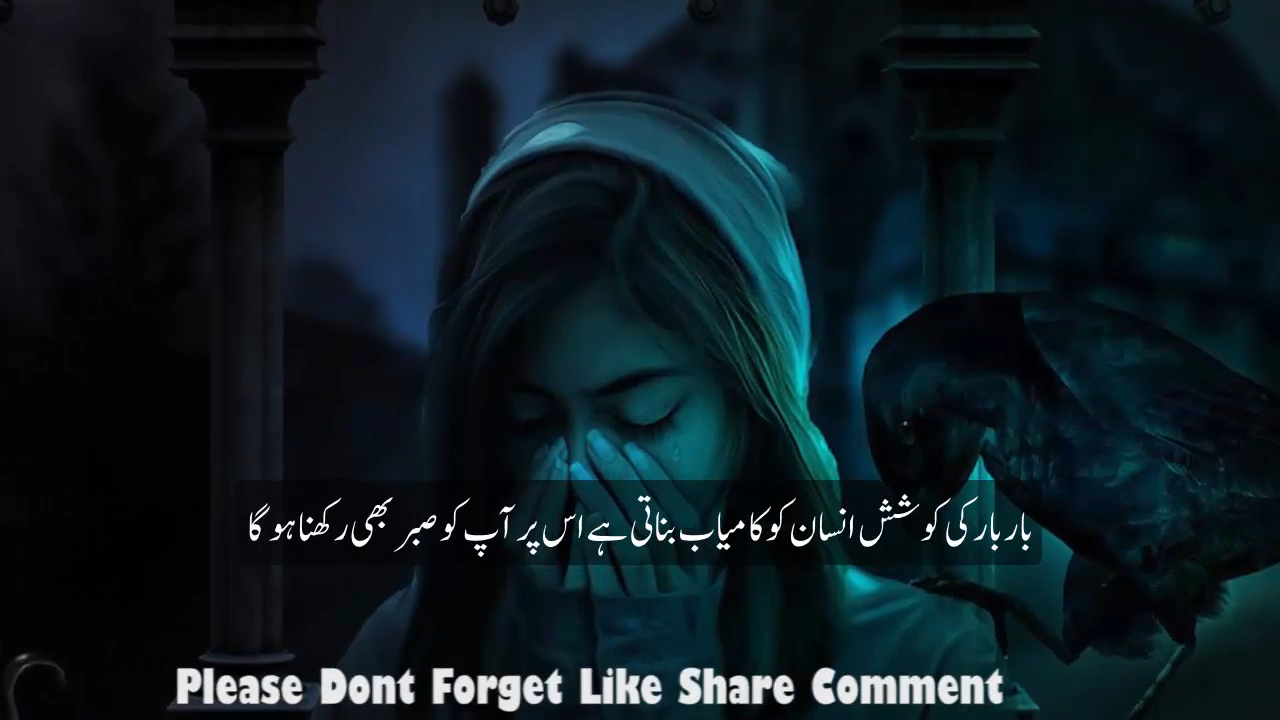 بار بار کی کوشش انسان کو کامیاب بناتی ہے اس پر آپ کو صبر بھی رکھنا ہو گا
Please Dont Forget Like Share Comment